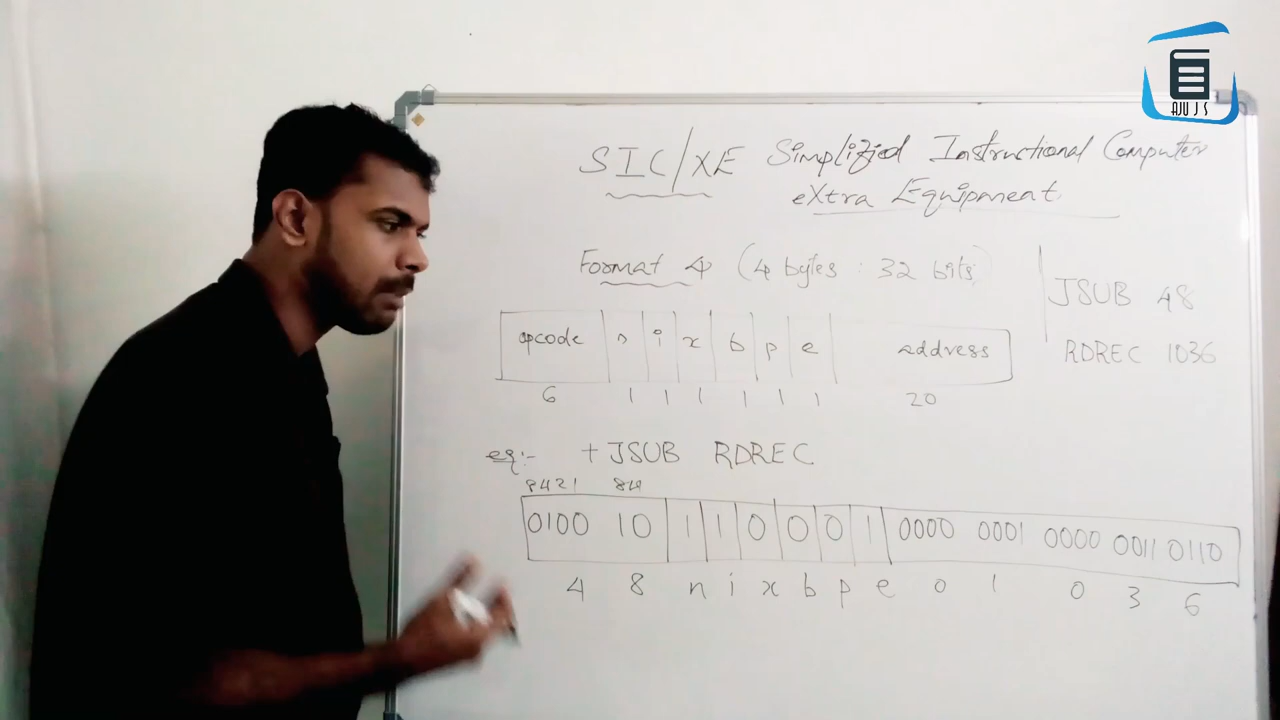 AJU J S
SIC/XE Simplified Instructional Computer
eXtra Equipment
Format 4 (4 bytes : 32 bits)
JSUB 48
RDREC 1036
opcode n i x b p e address
6 1 1 1 1 1 1 20
eg:- + JSUB RDREC
8421 84
0100 10 1 1 0 0 0 1 0000 0001 0000 0011 0110
4 8 n i x b p e 0 1 0 3 6